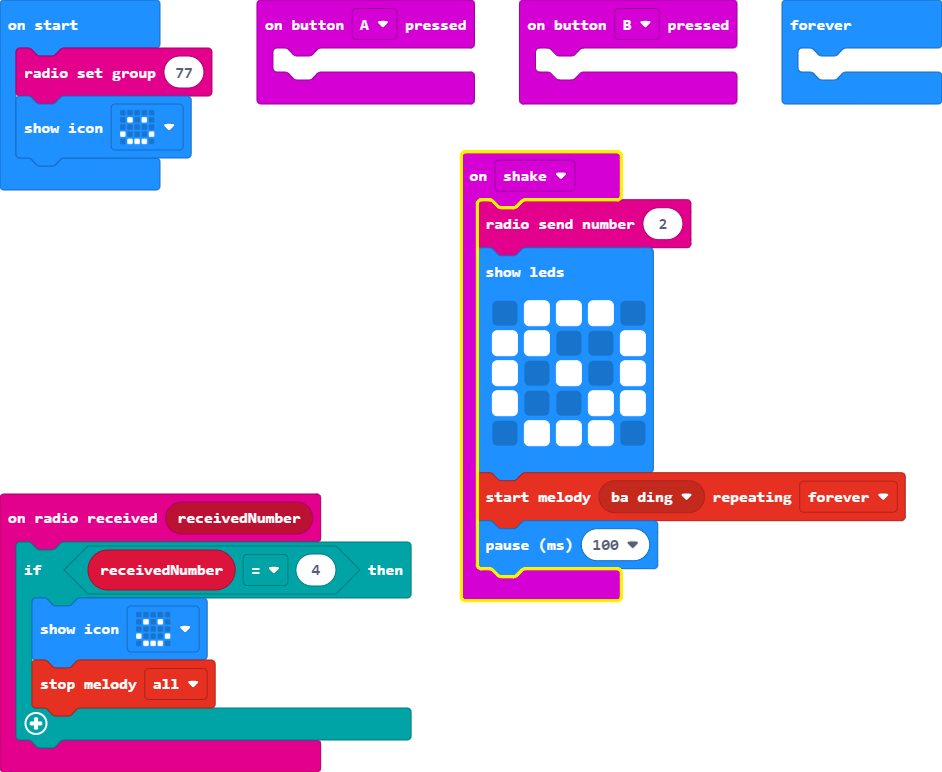 on start
radio set group 77
show icon
on button A pressed
on button B pressed
forever
on shake
radio send number 2
show leds
start melody ba ding repeating forever
pause (ms) 100
on radio received receivedNumber
if receivedNumber = 4 then
show icon
stop melody all